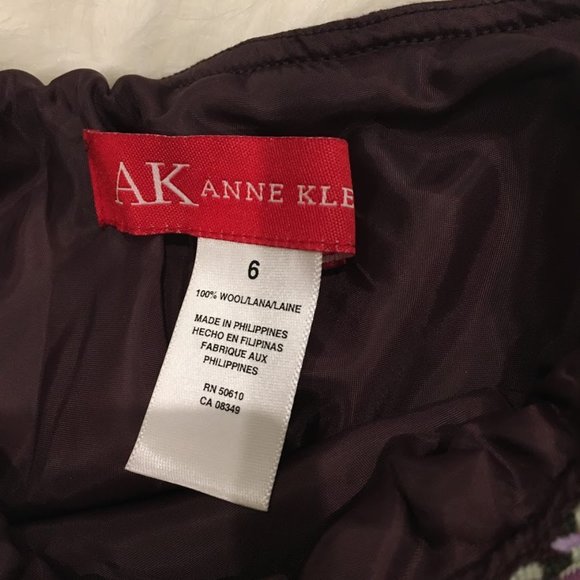 AK ANNE KLE
6
100% WOOL/LANA/LAINE
MADE IN PHILIPPINES
HECHO EN FILIPINAS
FABRIQUE AUX
PHILIPPINES
RN 50610
CA 08349